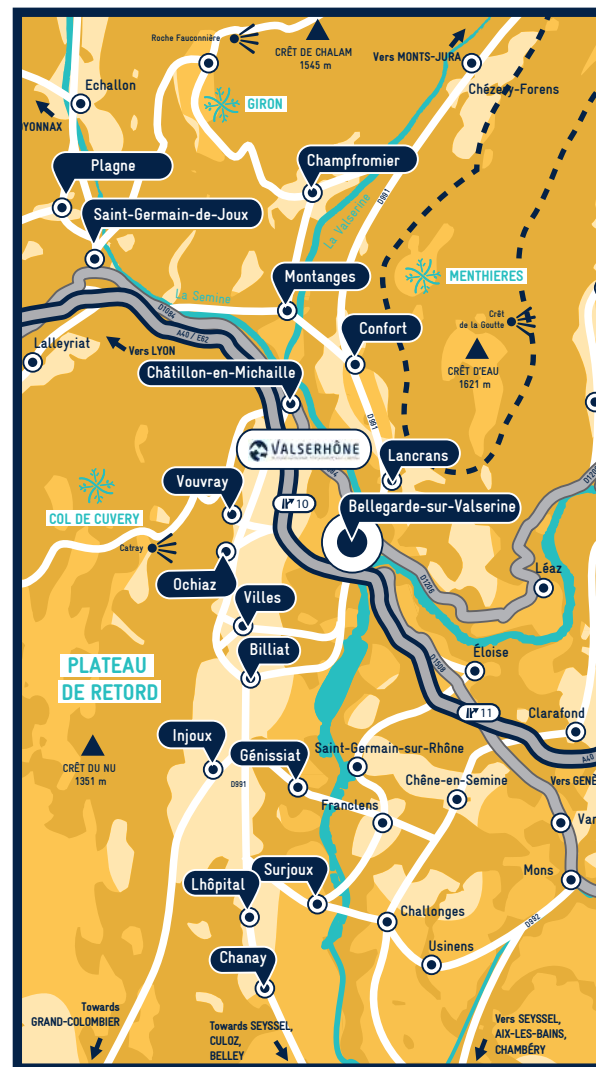 Roche Fauconnière
CRÊT DE CHALAM
1545 m
Vers MONTS-JURA
Echallon
GIRON
Chézery-Forens
OYONNAX
Plagne
Champfromier
D991
La Valserine
Saint-Germain-de-Joux
MENTHIERES
La Semine
Montanges
D1084
Crêt
de la Goutte
A40 / E62
Confort
Lalleyriat
Vers LYON
CRÊT D'EAU
1621 m
Châtillon-en-Michaille
D991
VALSERHÔNE
Lancrans
Vouvray
10
Bellegarde-sur-Valserine
COL DE CUVERY
Catray
Ochiaz
D1206
Léaz
Villes
Billiat
Éloise
D1508
PLATEAU
DE RETORD
11
Clarafond
Injoux
Génissiat
Saint-Germain-sur-Rhône
A40
CRÊT DU NU
1351 m
D991
Chêne-en-Semine
Vers GENÈ
Franclens
Van
Surjoux
Mons
Lhôpital
Challonges
D992
Chanay
Usinens
Towards
GRAND-COLOMBIER
Towards SEYSSEL,
CULOZ,
BELLEY
Vers SEYSSEL,
AIX-LES-BAINS,
CHAMBÉRY